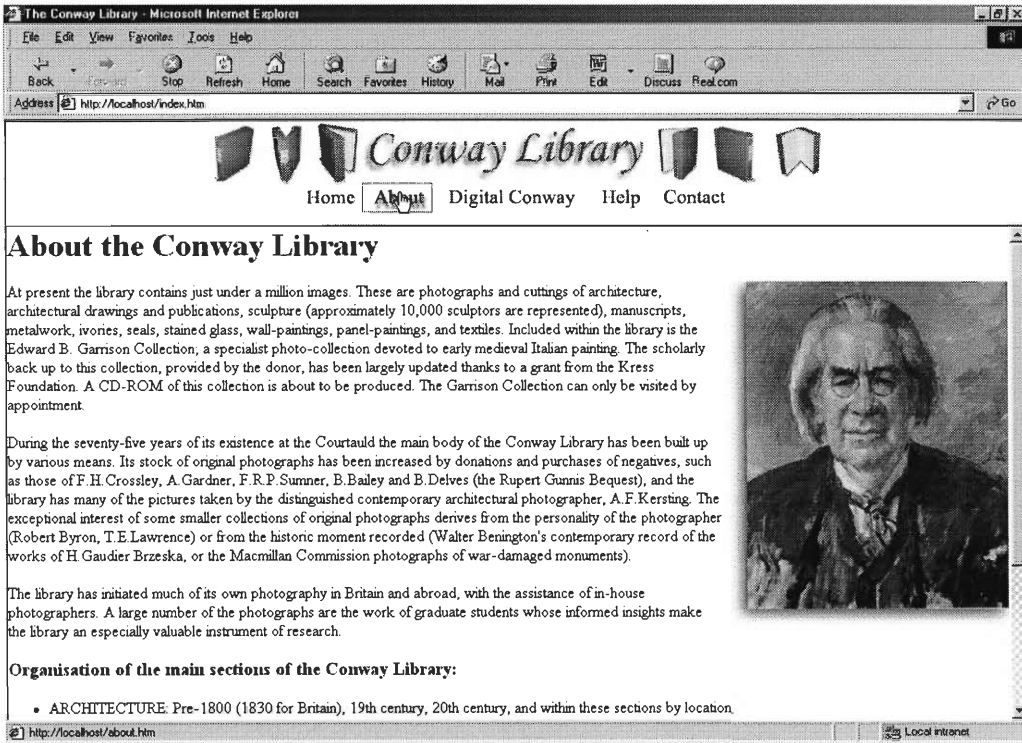 The Conway Library - Microsoft Internet Explorer
File Edit View Favorites Tools Help
Back Forward Stop Refresh Home Search Favorites History Mail Print Edit Discuss Real.com
Address http://localhost/index.htm Go
Conway Library
Home About Digital Conway Help Contact
About the Conway Library
At present the library contains just under a million images. These are photographs and cuttings of architecture,
architectural drawings and publications, sculpture (approximately 10,000 sculptors are represented), manuscripts,
metalwork, ivories, seals, stained glass, wall-paintings, panel-paintings, and textiles. Included within the library is the
Edward B. Garrison Collection; a specialist photo-collection devoted to early medieval Italian painting. The scholarly
back up to this collection, provided by the donor, has been largely updated thanks to a grant from the Kress
Foundation. A CD-ROM of this collection is about to be produced. The Garrison Collection can only be visited by
appointment.
During the seventy-five years of its existence at the Courtauld the main body of the Conway Library has been built up
by various means. Its stock of original photographs has been increased by donations and purchases of negatives, such
as those of F.H.Crossley, A.Gardner, F.R.P.Sumner, B.Bailey and B.Delves (the Rupert Gunnis Bequest), and the
library has many of the pictures taken by the distinguished contemporary architectural photographer, A.F.Kersting. The
exceptional interest of some smaller collections of original photographs derives from the personality of the photographer
(Robert Byron, T.E.Lawrence) or from the historic moment recorded (Walter Benington's contemporary record of the
works of H.Gaudier Brzeska, or the Macmillan Commission photographs of war-damaged monuments).
The library has initiated much of its own photography in Britain and abroad, with the assistance of in-house
photographers. A large number of the photographs are the work of graduate students whose informed insights make
the library an especially valuable instrument of research.
Organisation of the main sections of the Conway Library:
• ARCHITECTURE: Pre-1800 (1830 for Britain), 19th century, 20th century, and within these sections by location.
http://localhost/about.htm Local intranet